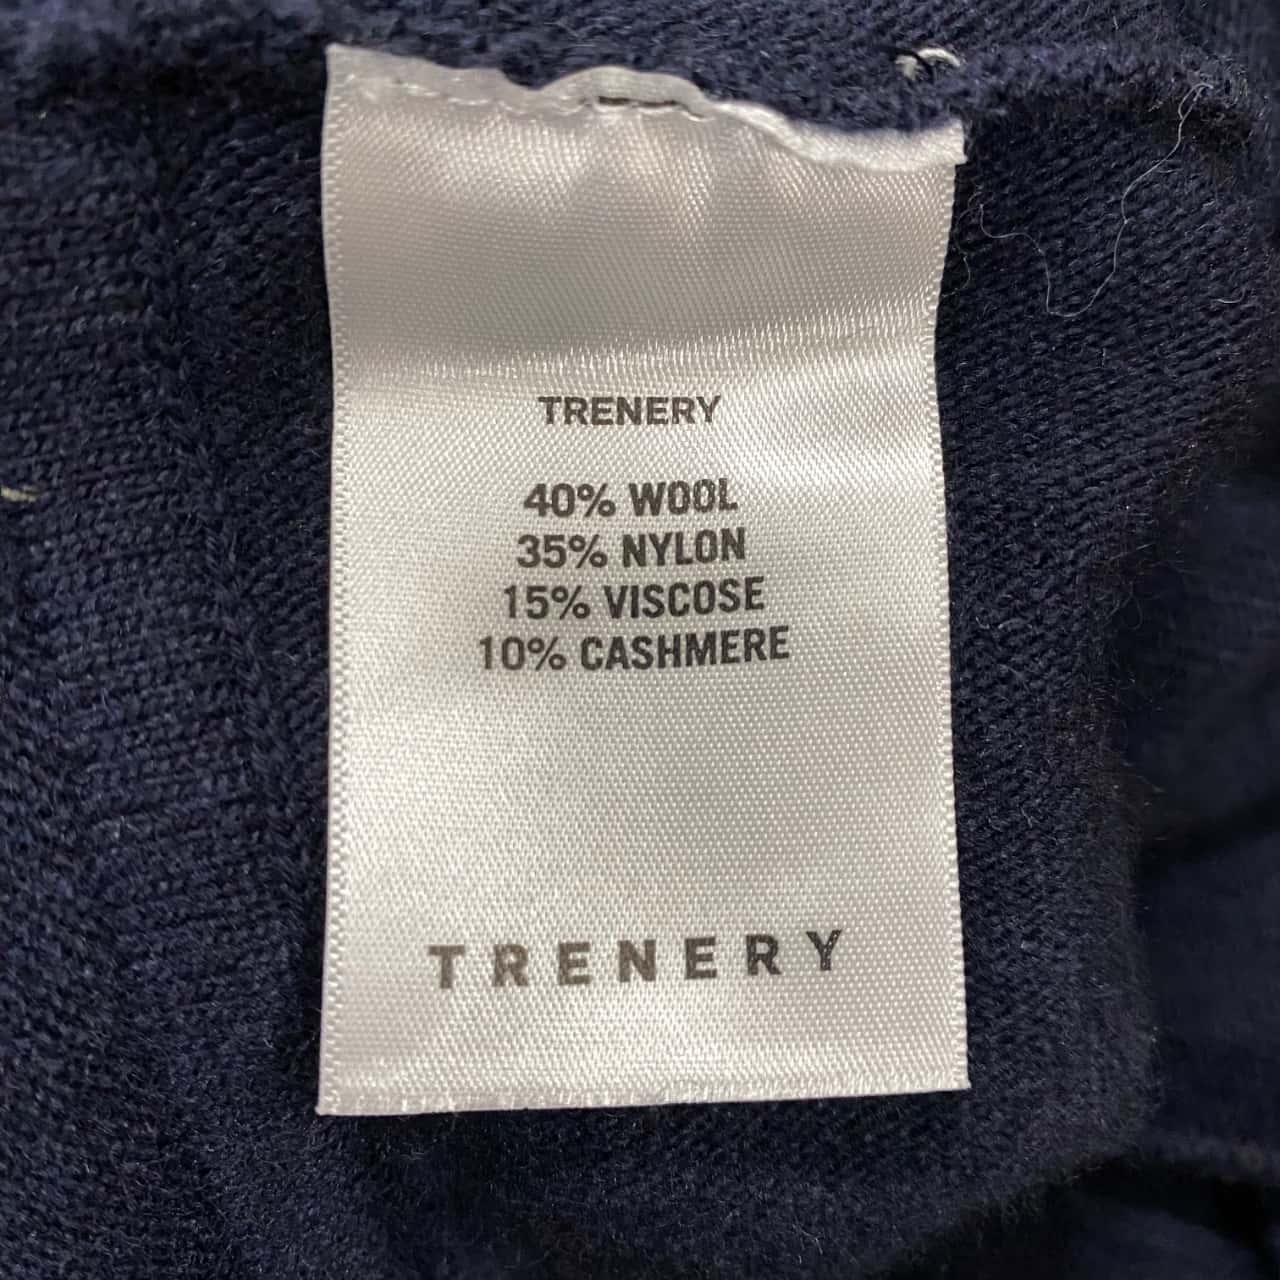 TRENERY
40% WOOL
35% NYLON
15% VISCOSE
10% CASHMERE
TRENERY